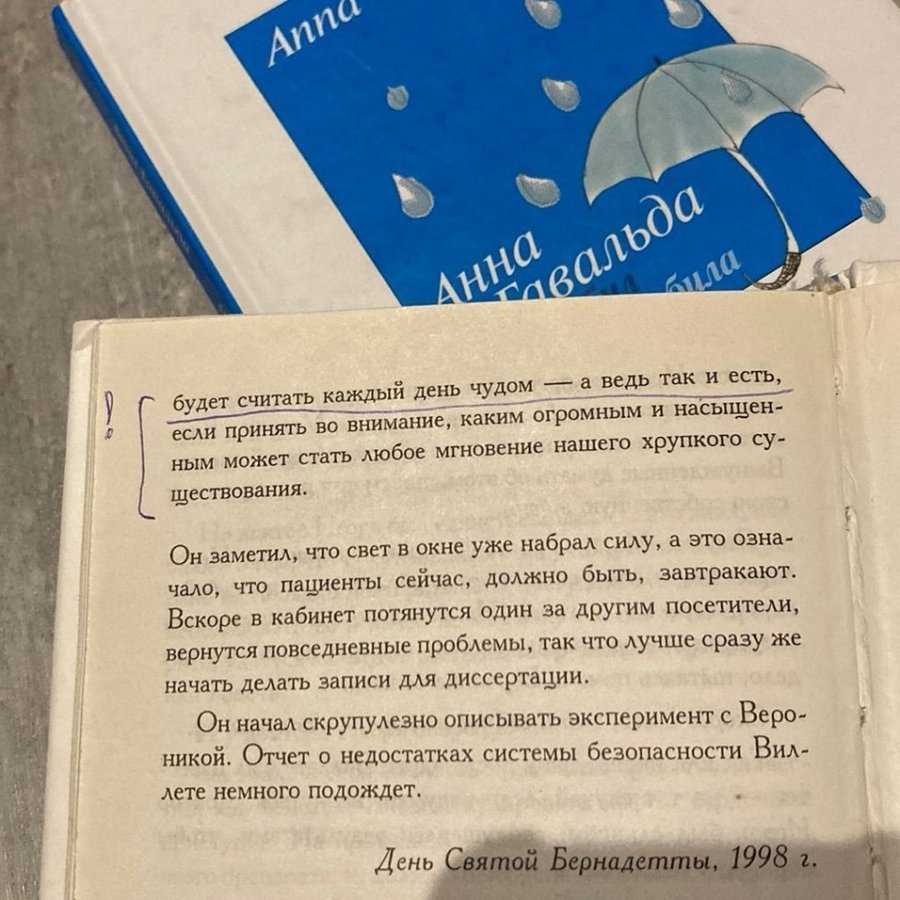 Anna
Анна
Гавальда
била
!
будет считать каждый день чудом — а ведь так и есть,
если принять во внимание, каким огромным и насыщен-
ным может стать любое мгновение нашего хрупкого су-
ществования.
Он заметил, что свет в окне уже набрал силу, а это озна-
чало, что пациенты сейчас, должно быть, завтракают.
Вскоре в кабинет потянутся один за другим посетители,
вернутся повседневные проблемы, так что лучше сразу же
начать делать записи для диссертации.
Он начал скрупулезно описывать эксперимент с Веро-
никой. Отчет о недостатках системы безопасности Вил-
лете немного подождет.
День Святой Бернадетты, 1998 г.